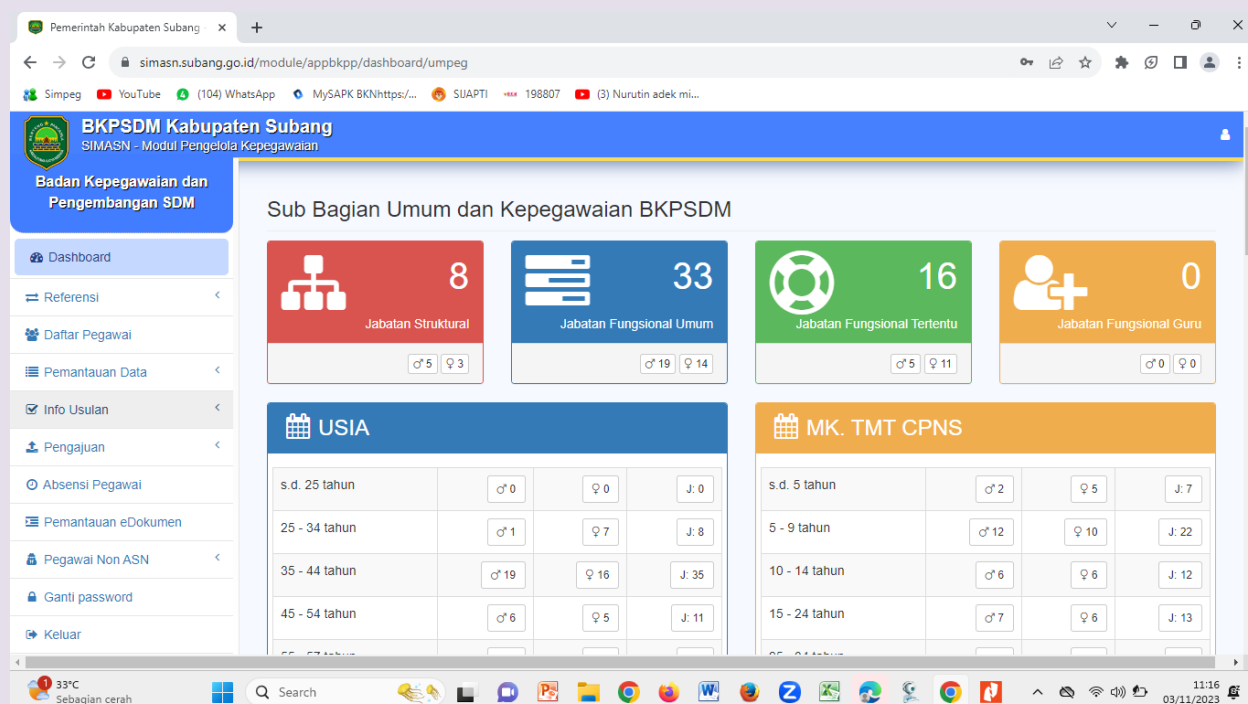 Pemerintah Kabupaten Subang
simasn.subang.go.id/module/appbkpp/dashboard/umpeg
Simpeg YouTube (104) WhatsApp MySAPK BKNhttps:/... SIJAPTI 198807 (3) Nurutin adek mi...
BKPSDM Kabupaten Subang
SIMASN - Modul Pengelola Kepegawaian
Badan Kepegawaian dan
Pengembangan SDM
Dashboard
Referensi
Daftar Pegawai
Pemantauan Data
Info Usulan
Pengajuan
Absensi Pegawai
Pemantauan eDokumen
Pegawai Non ASN
Ganti password
Keluar
Sub Bagian Umum dan Kepegawaian BKPSDM
8
Jabatan Struktural
♂ 5 ♀ 3
33
Jabatan Fungsional Umum
♂ 19 ♀ 14
16
Jabatan Fungsional Tertentu
♂ 5 ♀ 11
0
Jabatan Fungsional Guru
♂ 0 ♀ 0
USIA
s.d. 25 tahun ♂ 0 ♀ 0 J: 0
25 - 34 tahun ♂ 1 ♀ 7 J: 8
35 - 44 tahun ♂ 19 ♀ 16 J: 35
45 - 54 tahun ♂ 6 ♀ 5 J: 11
MK. TMT CPNS
s.d. 5 tahun ♂ 2 ♀ 5 J: 7
5 - 9 tahun ♂ 12 ♀ 10 J: 22
10 - 14 tahun ♂ 6 ♀ 6 J: 12
15 - 24 tahun ♂ 7 ♀ 6 J: 13
1
33°C
Sebagian cerah
Search
11:16
03/11/2023